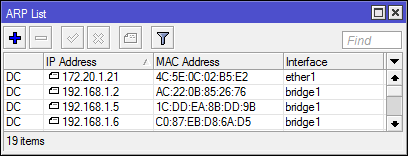 ARP List
Find
IP Address MAC Address Interface
DC 172.20.1.21 4C:5E:0C:02:B5:E2 ether1
DC 192.168.1.2 AC:22:0B:85:26:76 bridge1
DC 192.168.1.5 1C:DD:EA:8B:DD:9B bridge1
DC 192.168.1.6 C0:87:EB:D8:6A:D5 bridge1
19 items